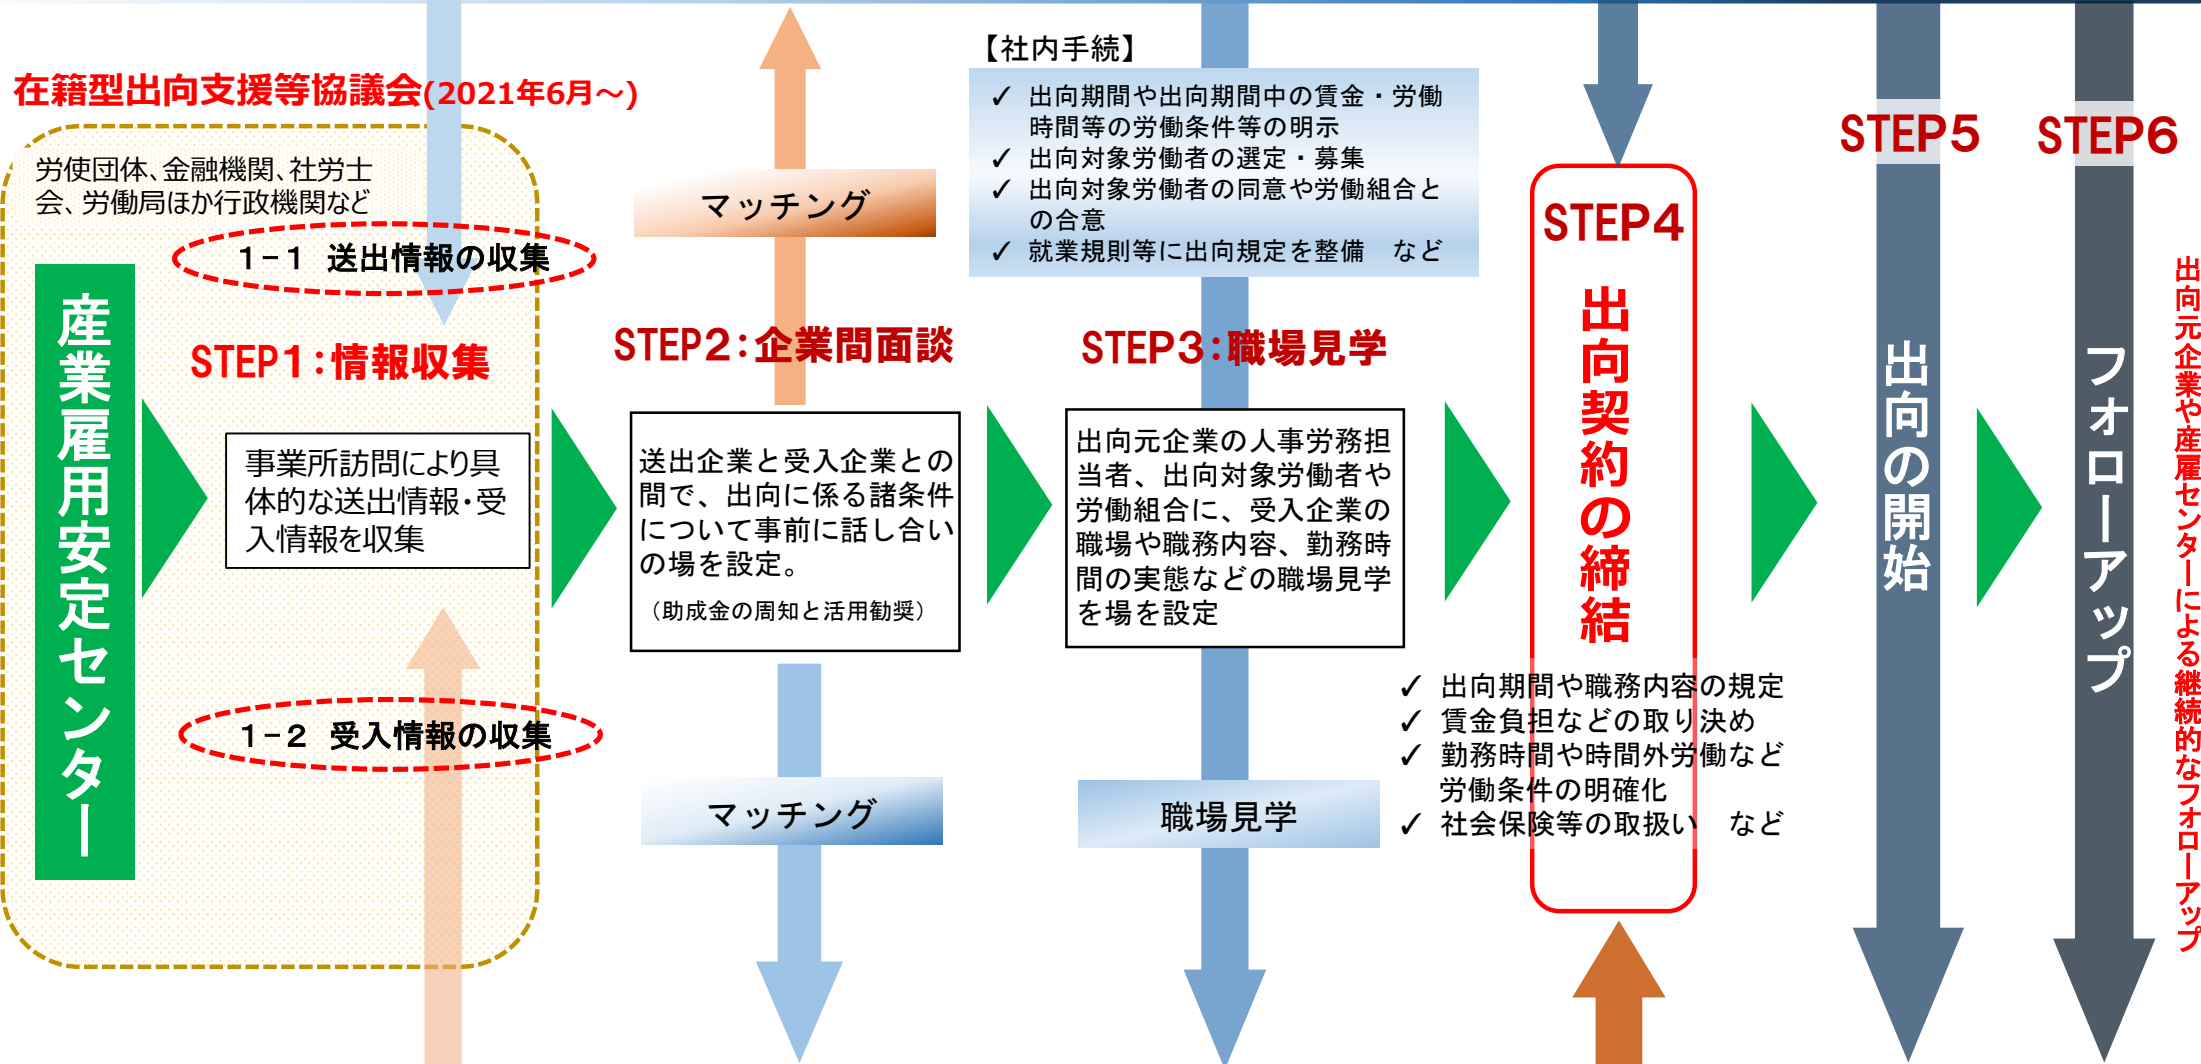 在籍型出向支援等協議会(2021年6月～)
労使団体、金融機関、社労士
会、労働局ほか行政機関など
産業雇用安定センター
1-1 送出情報の収集
STEP1:情報収集
事業所訪問により具
体的な送出情報・受
入情報を収集
1-2 受入情報の収集
マッチング
STEP2:企業間面談
送出企業と受入企業との
間で、出向に係る諸条件
について事前に話し合い
の場を設定。
（助成金の周知と活用勧奨）
マッチング
【社内手続】
✓ 出向期間や出向期間中の賃金・労働
時間等の労働条件等の明示
✓ 出向対象労働者の選定・募集
✓ 出向対象労働者の同意や労働組合と
の合意
✓ 就業規則等に出向規定を整備　など
STEP3:職場見学
出向元企業の人事労務担
当者、出向対象労働者や
労働組合に、受入企業の
職場や職務内容、勤務時
間の実態などの職場見学
を場を設定
職場見学
STEP4
出向契約の締結
✓ 出向期間や職務内容の規定
✓ 賃金負担などの取り決め
✓ 勤務時間や時間外労働など
労働条件の明確化
✓ 社会保険等の取扱い　など
STEP5
出向の開始
STEP6
フォローアップ
出向元企業や産雇センターによる継続的なフォローアップ